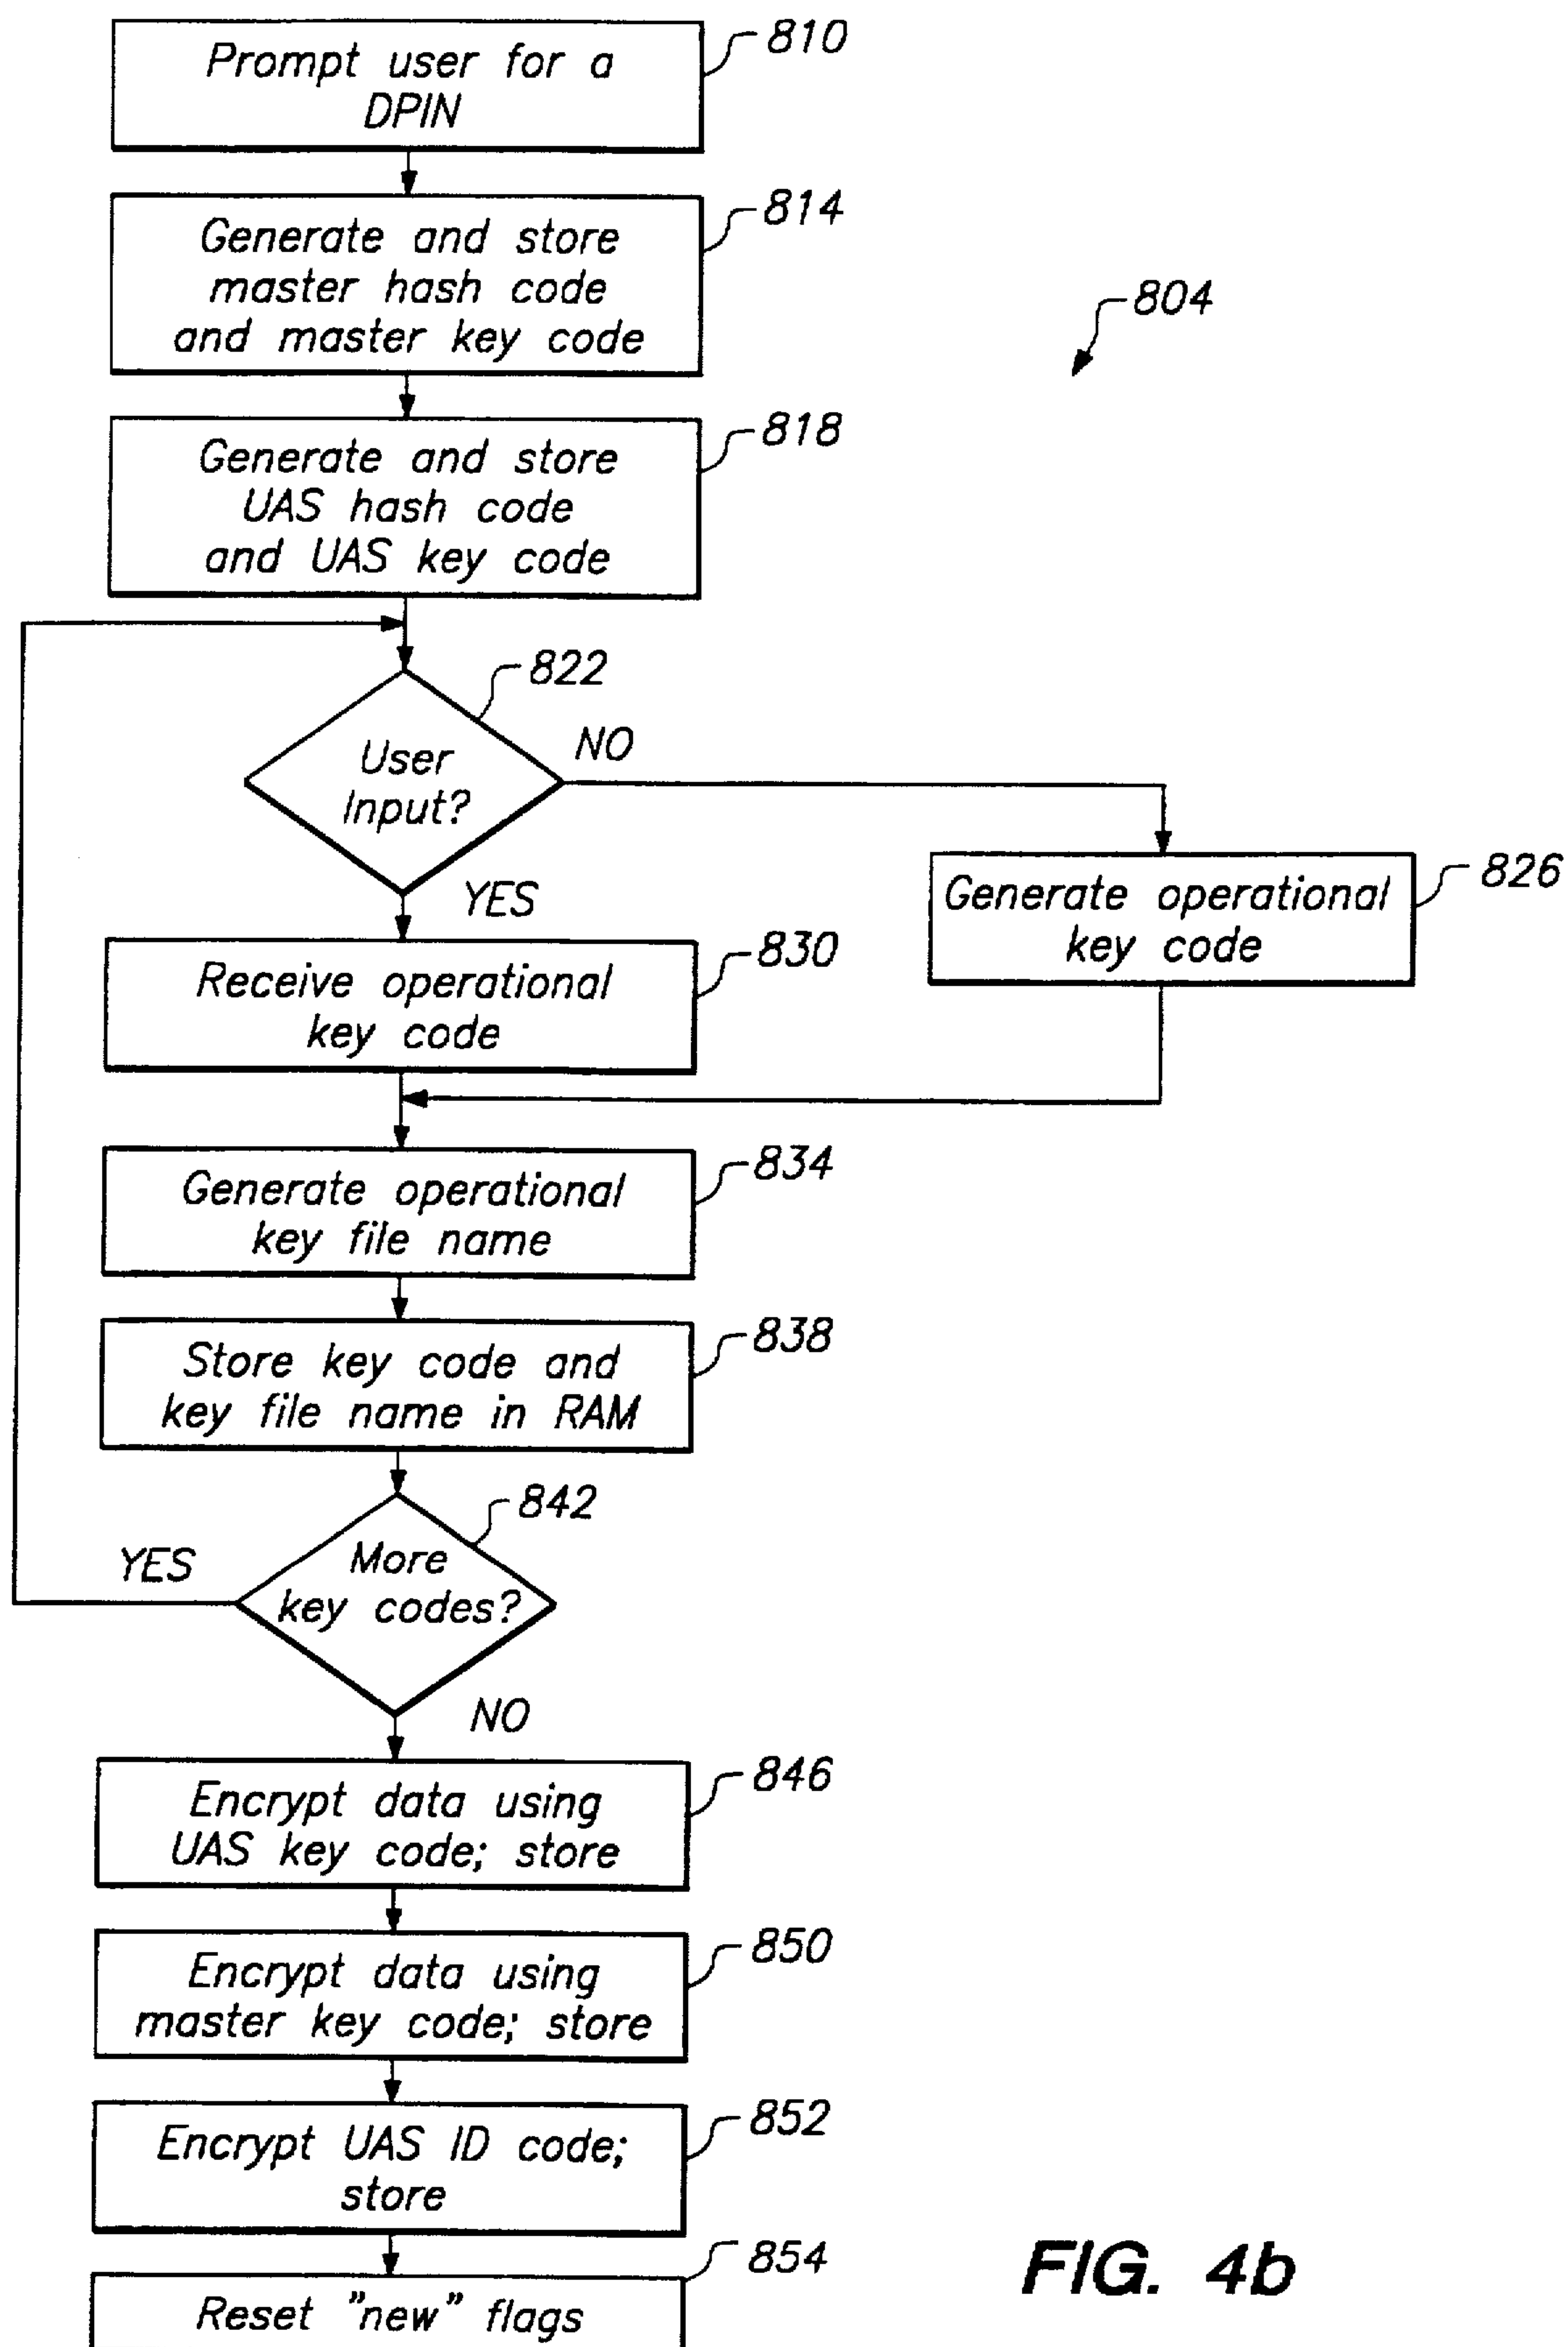 810
Prompt user for a
DPIN
814
Generate and store
master hash code
and master key code
804
818
Generate and store
UAS hash code
and UAS key code
822
User
Input?
NO
YES
826
Generate operational
key code
830
Receive operational
key code
834
Generate operational
key file name
838
Store key code and
key file name in RAM
842
More
key codes?
YES
NO
846
Encrypt data using
UAS key code; store
850
Encrypt data using
master key code; store
852
Encrypt UAS ID code;
store
854
Reset "new" flags
FIG. 4b